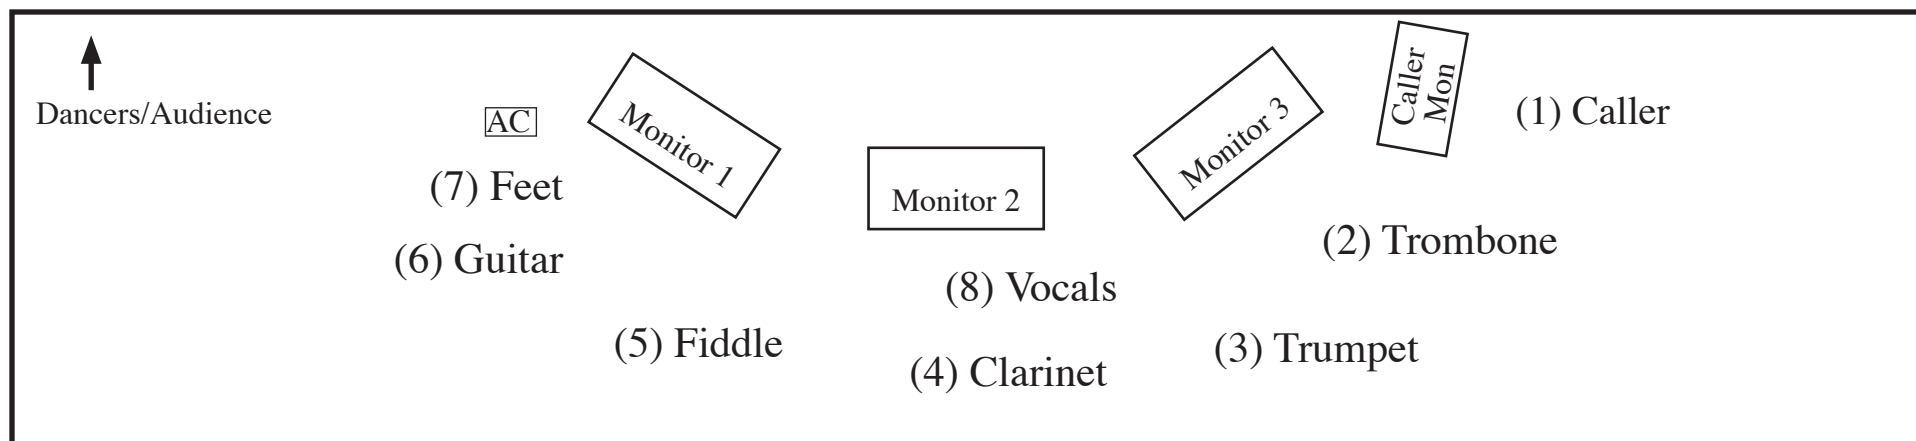 Dancers/Audience
AC
Monitor 1
Monitor 2
Monitor 3
Caller
Mon
(1) Caller
(7) Feet
(2) Trombone
(6) Guitar
(8) Vocals
(5) Fiddle
(3) Trumpet
(4) Clarinet